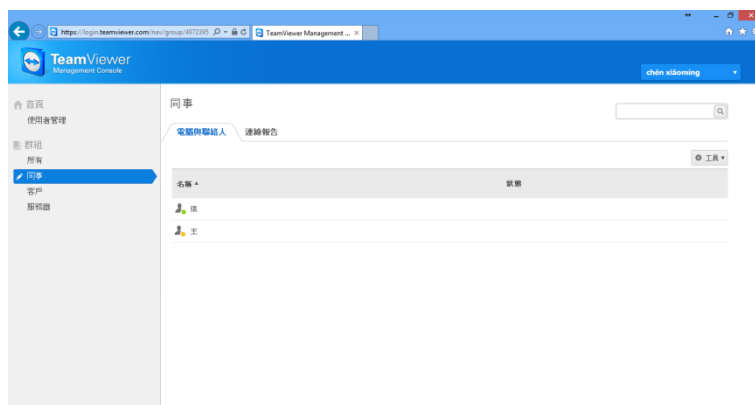 https://login.teamviewer.com/nav/group/4972395
TeamViewer Management ...
TeamViewer
Management Console
chén xiǎomíng
首頁
使用者管理
群組
所有
同事
客戶
服務器
同事
電腦與聯絡人 連線報告
工具
名稱 狀態
張
王